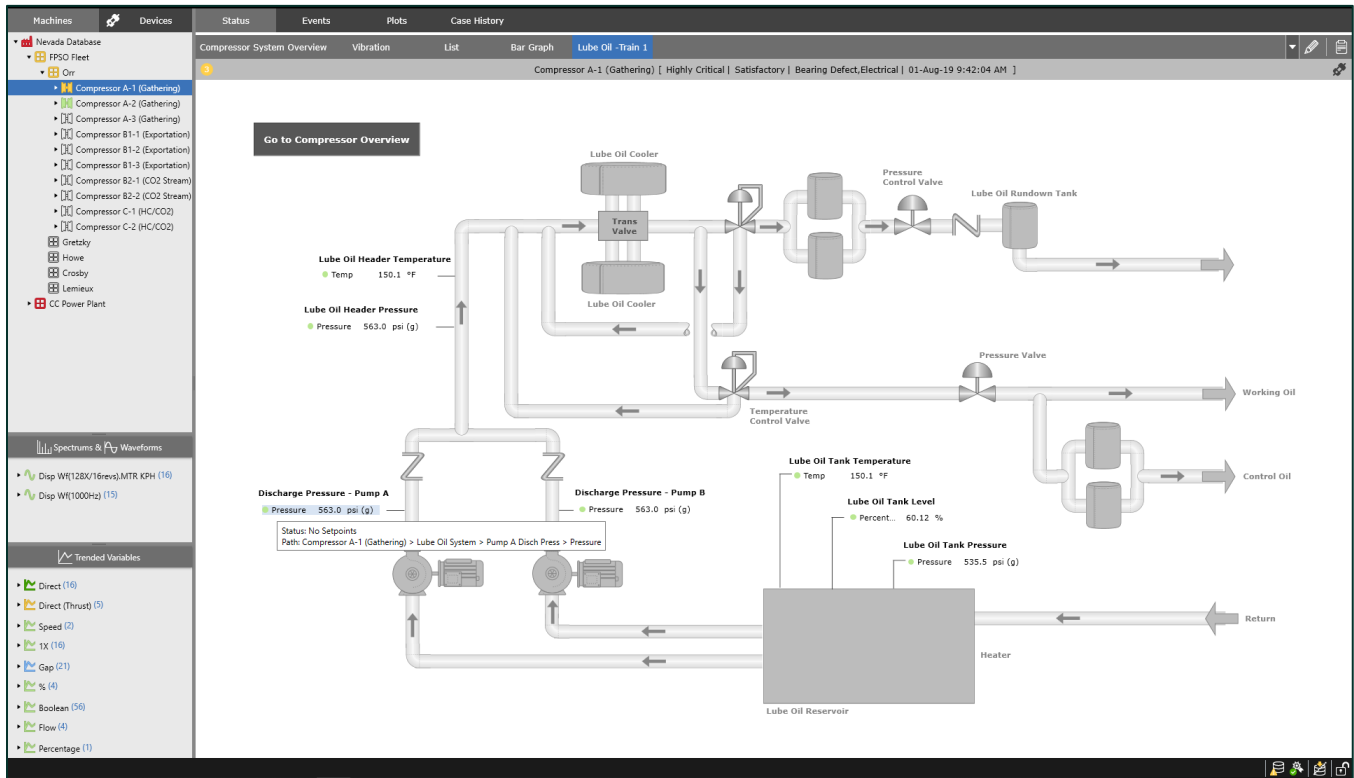 Machines
Devices
Status
Events
Plots
Case History
Nevada Database
FPSO Fleet
Orr
Compressor A-1 (Gathering)
Compressor A-2 (Gathering)
Compressor A-3 (Gathering)
Compressor B1-1 (Exportation)
Compressor B1-2 (Exportation)
Compressor B1-3 (Exportation)
Compressor B2-1 (CO2 Stream)
Compressor B2-2 (CO2 Stream)
Compressor C-1 (HC/CO2)
Compressor C-2 (HC/CO2)
Gretzky
Howe
Crosby
Lemieux
CC Power Plant
Spectrums & Waveforms
Disp Wf(128X/16revs).MTR KPH (16)
Disp Wf(1000Hz) (15)
Trended Variables
Direct (16)
Direct (Thrust) (5)
Speed (2)
1X (16)
Gap (21)
% (4)
Boolean (56)
Flow (4)
Percentage (1)
Compressor System Overview
Vibration
List
Bar Graph
Lube Oil -Train 1
3
Compressor A-1 (Gathering) [ Highly Critical | Satisfactory | Bearing Defect,Electrical | 01-Aug-19 9:42:04 AM ]
Go to Compressor Overview
Lube Oil Cooler
Trans
Valve
Lube Oil Cooler
Pressure
Control Valve
Lube Oil Rundown Tank
Lube Oil Header Temperature
Temp 150.1 °F
Lube Oil Header Pressure
Pressure 563.0 psi (g)
Pressure Valve
Working Oil
Temperature
Control Valve
Control Oil
Discharge Pressure - Pump A
Pressure 563.0 psi (g)
Discharge Pressure - Pump B
Pressure 563.0 psi (g)
Status: No Setpoints
Path: Compressor A-1 (Gathering) > Lube Oil System > Pump A Disch Press > Pressure
Lube Oil Tank Temperature
Temp 150.1 °F
Lube Oil Tank Level
Percent... 60.12 %
Lube Oil Tank Pressure
Pressure 535.5 psi (g)
Return
Heater
Lube Oil Reservoir